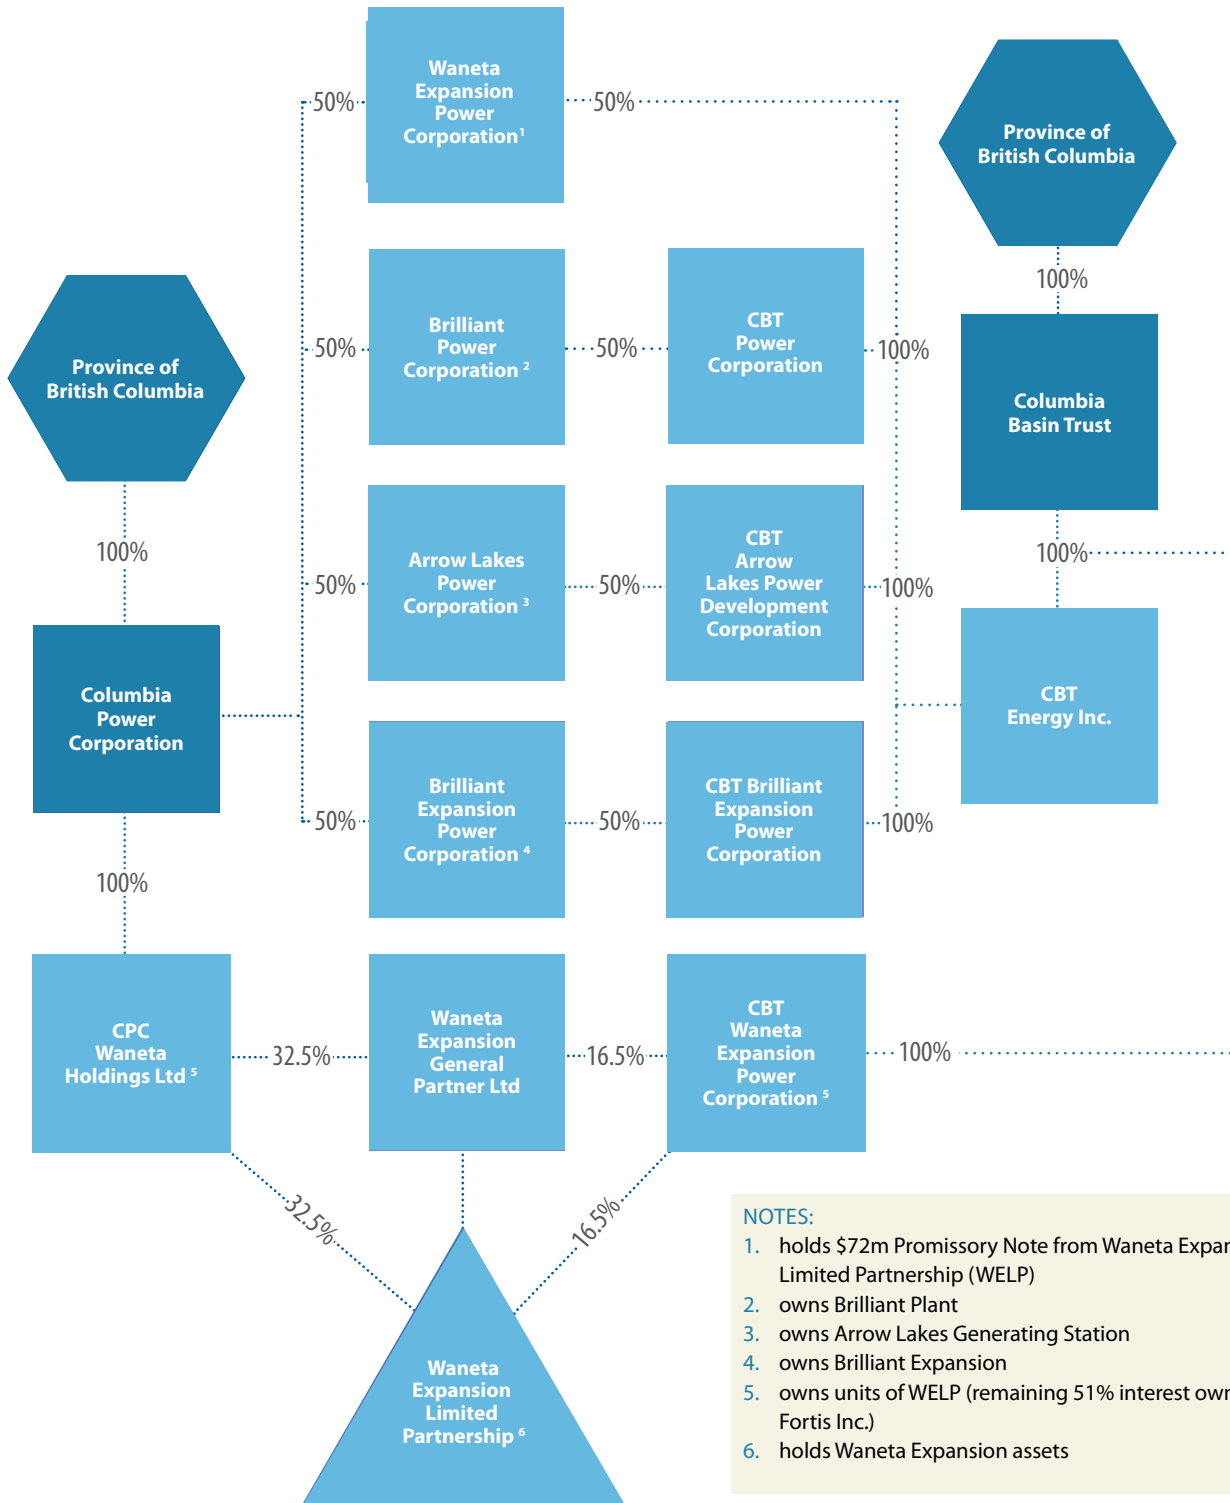 Waneta
Expansion
Power
Corporation 1
50%
50%
Province of
British Columbia
100%
Brilliant
Power
Corporation 2
CBT
Power
Corporation
50%
50%
100%
Province of
British Columbia
Columbia
Basin Trust
100%
100%
Arrow Lakes
Power
Corporation 3
CBT
Arrow
Lakes Power
Development
Corporation
50%
50%
100%
Columbia
Power
Corporation
CBT
Energy Inc.
Brilliant
Expansion
Power
Corporation 4
CBT Brilliant
Expansion
Power
Corporation
50%
50%
100%
100%
CPC
Waneta
Holdings Ltd 5
32.5%
Waneta
Expansion
General
Partner Ltd
16.5%
CBT
Waneta
Expansion
Power
Corporation 5
100%
32.5%
16.5%
Waneta
Expansion
Limited
Partnership 6
NOTES:
1. holds $72m Promissory Note from Waneta
Limited Partnership (WELP)
2. owns Brilliant Plant
3. owns Arrow Lakes Generating Station
4. owns Brilliant Expansion
5. owns units of WELP (remaining 51% interest
Fortis Inc.)
6. holds Waneta Expansion assets